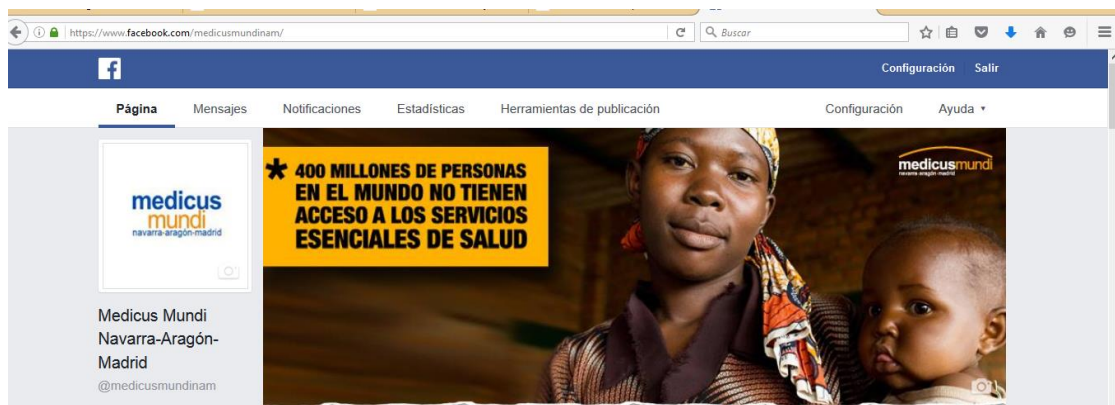 https://www.facebook.com/medicusmundinam/
Buscar
f
Configuración Salir
Página Mensajes Notificaciones Estadísticas Herramientas de publicación Configuración Ayuda
medicus
mundi
navarra-aragón-madrid
* 400 MILLONES DE PERSONAS
EN EL MUNDO NO TIENEN
ACCESO A LOS SERVICIOS
ESENCIALES DE SALUD
medicusmundi
navarra aragón madrid
Medicus Mundi
Navarra-Aragón-
Madrid
@medicusmundinam